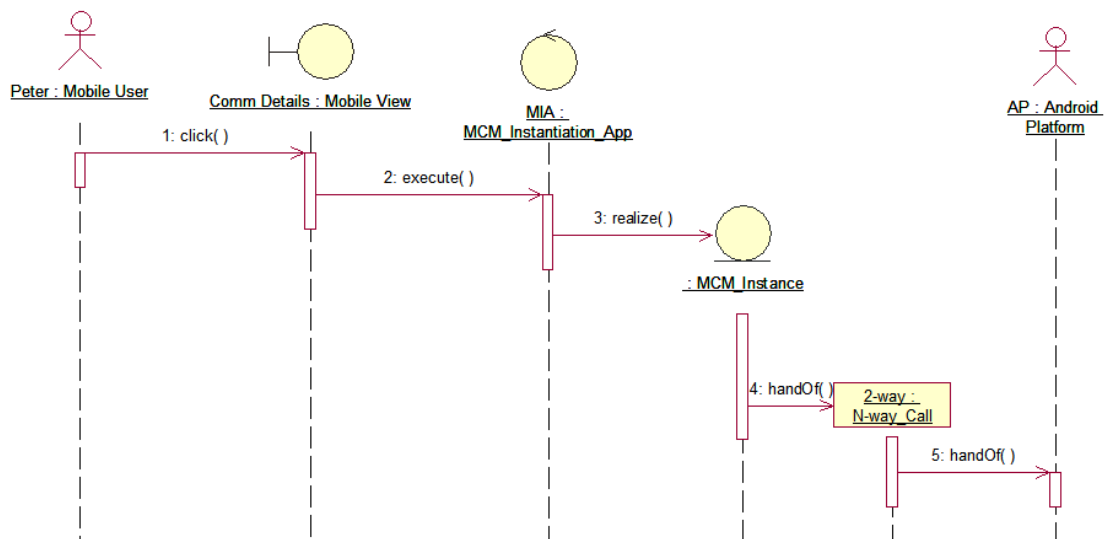 Peter : Mobile User
Comm Details : Mobile View
MIA :
MCM_Instantiation_App
AP : Android
Platform
1: click( )
2: execute( )
3: realize( )
: MCM_Instance
4: handOf( )
2-way :
N-way_Call
5: handOf( )